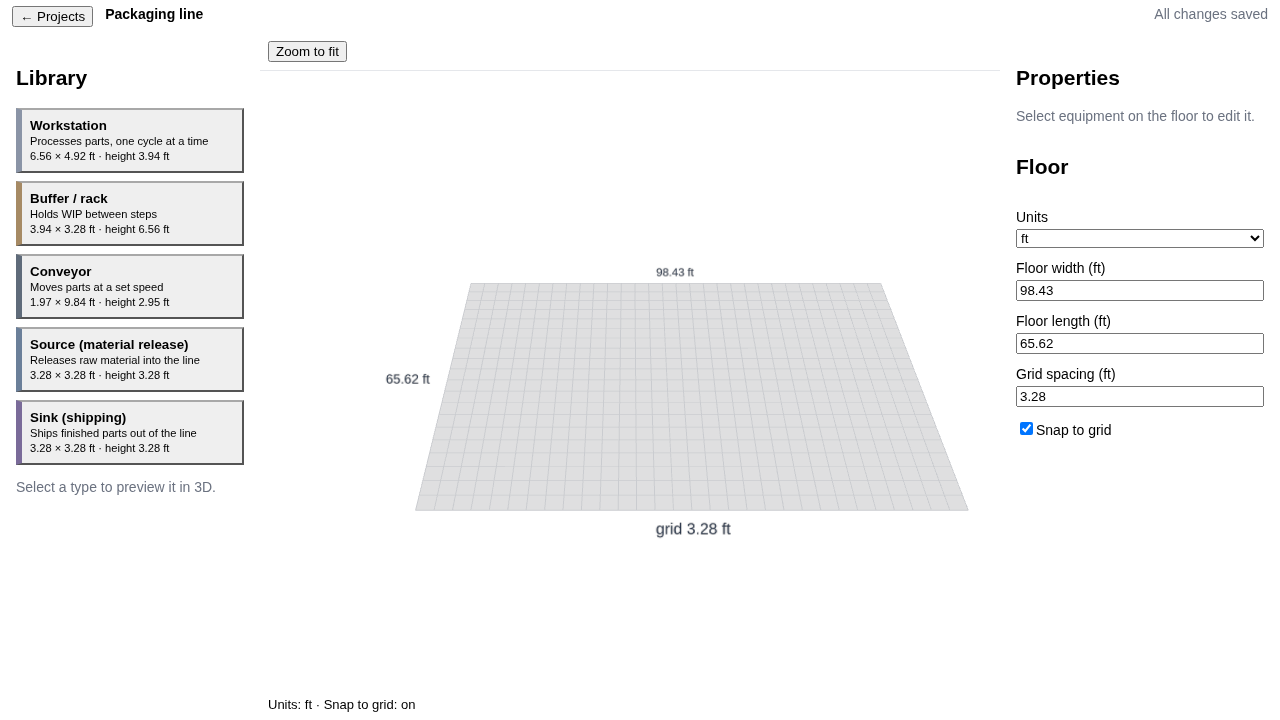 ← Projects
Packaging line
All changes saved
Zoom to fit
Library
Workstation
Processes parts, one cycle at a time
6.56 × 4.92 ft · height 3.94 ft
Buffer / rack
Holds WIP between steps
3.94 × 3.28 ft · height 6.56 ft
Conveyor
Moves parts at a set speed
1.97 × 9.84 ft · height 2.95 ft
Source (material release)
Releases raw material into the line
3.28 × 3.28 ft · height 3.28 ft
Sink (shipping)
Ships finished parts out of the line
3.28 × 3.28 ft · height 3.28 ft
Select a type to preview it in 3D.
98.43 ft
65.62 ft
grid 3.28 ft
Units: ft · Snap to grid: on
Properties
Select equipment on the floor to edit it.
Floor
Units
ft
Floor width (ft)
98.43
Floor length (ft)
65.62
Grid spacing (ft)
3.28
Snap to grid